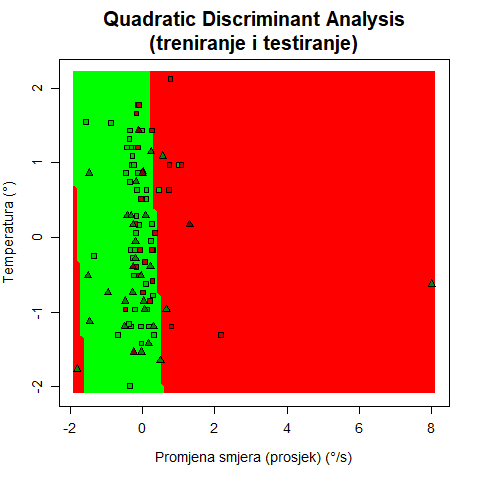 Quadratic Discriminant Analysis
(treniranje i testiranje)
Temperatura (°)
2
1
0
-1
-2
-2
0
2
4
6
8
Promjena smjera (prosjek) (°/s)